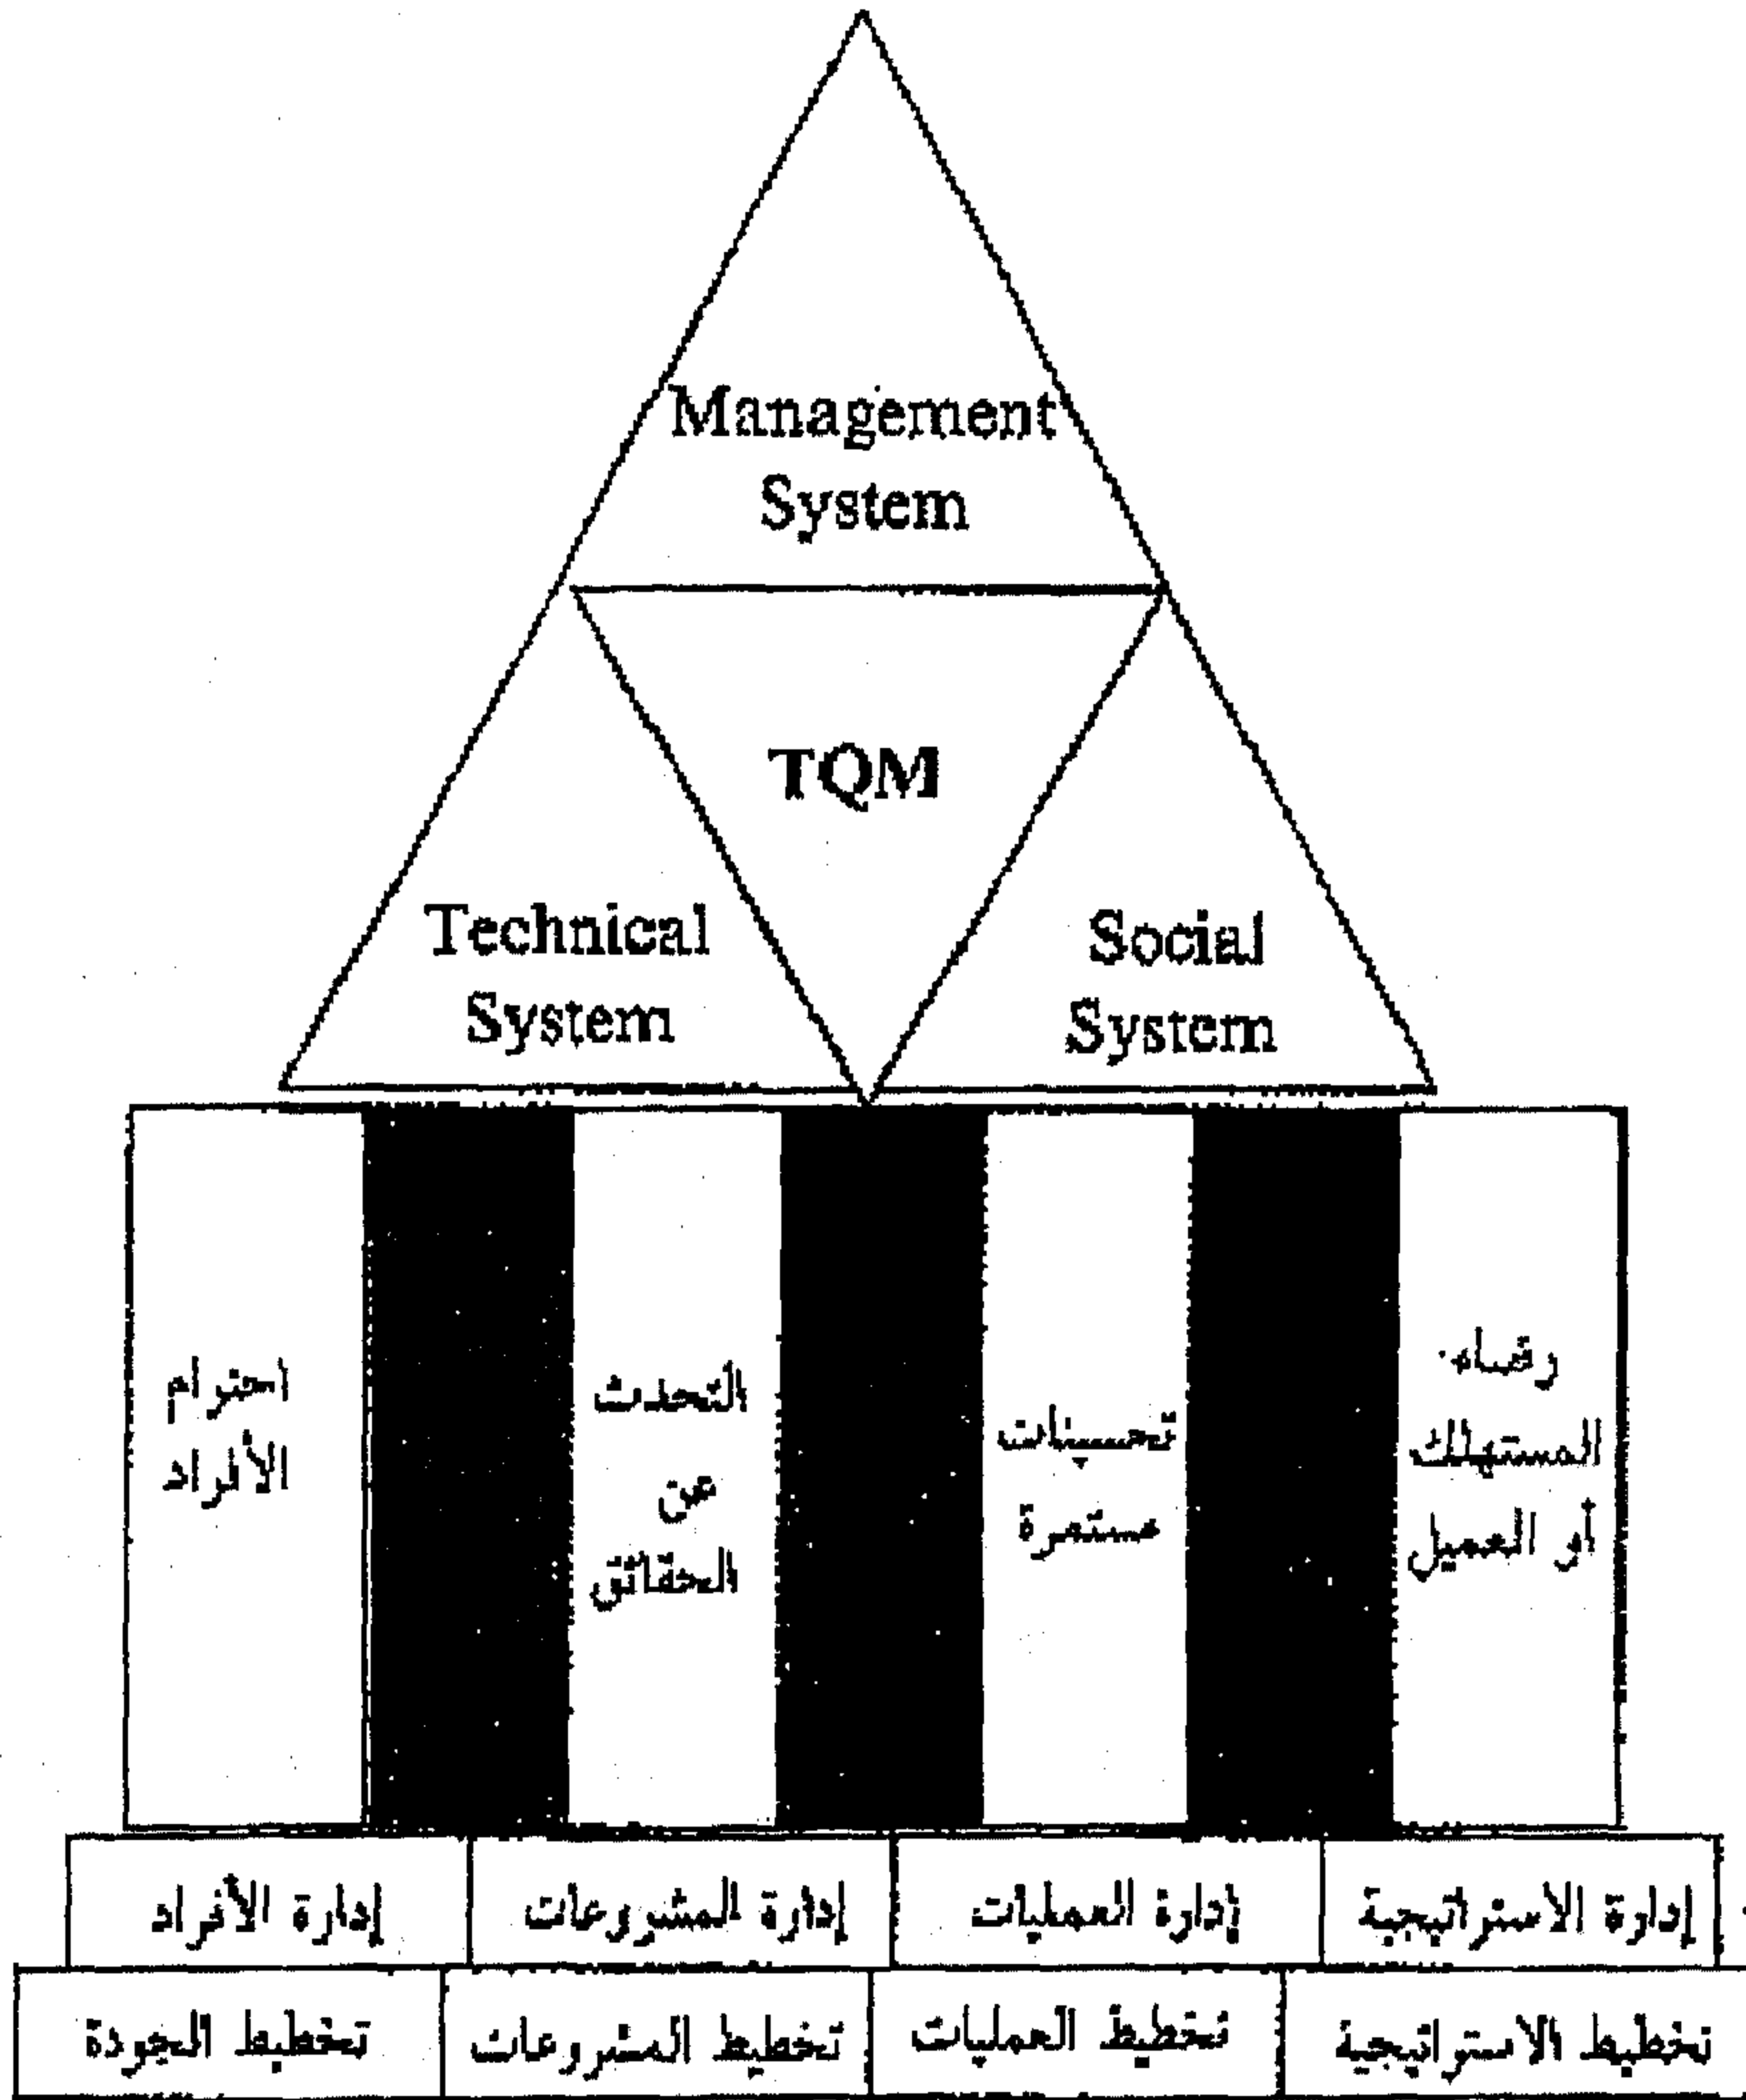 Management
System
TQM
Technical
System
Social
System
رضاء
المستهلك
أو العميل
تحسينات
مستمرة
التحدث
عن
الحقائق
احترام
الأفراد
إدارة الاستراتيجية
إدارة العمليات
إدارة المشروعات
إدارة الأفراد
تخطيط الاستراتيجية
تخطيط العمليات
تخطيط المشروعات
تخطيط الجودة